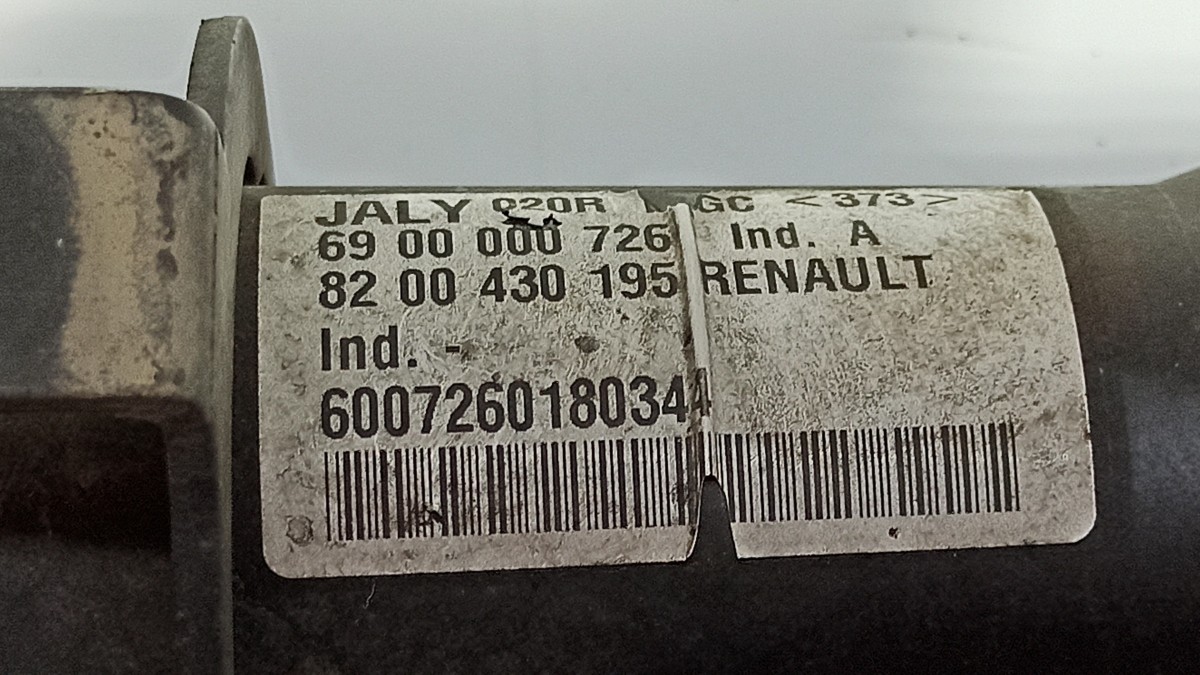 JALY 020R GC <373>
69 00 000 726 Ind. A
82 00 430 195 RENAULT
Ind. -
6007260180344